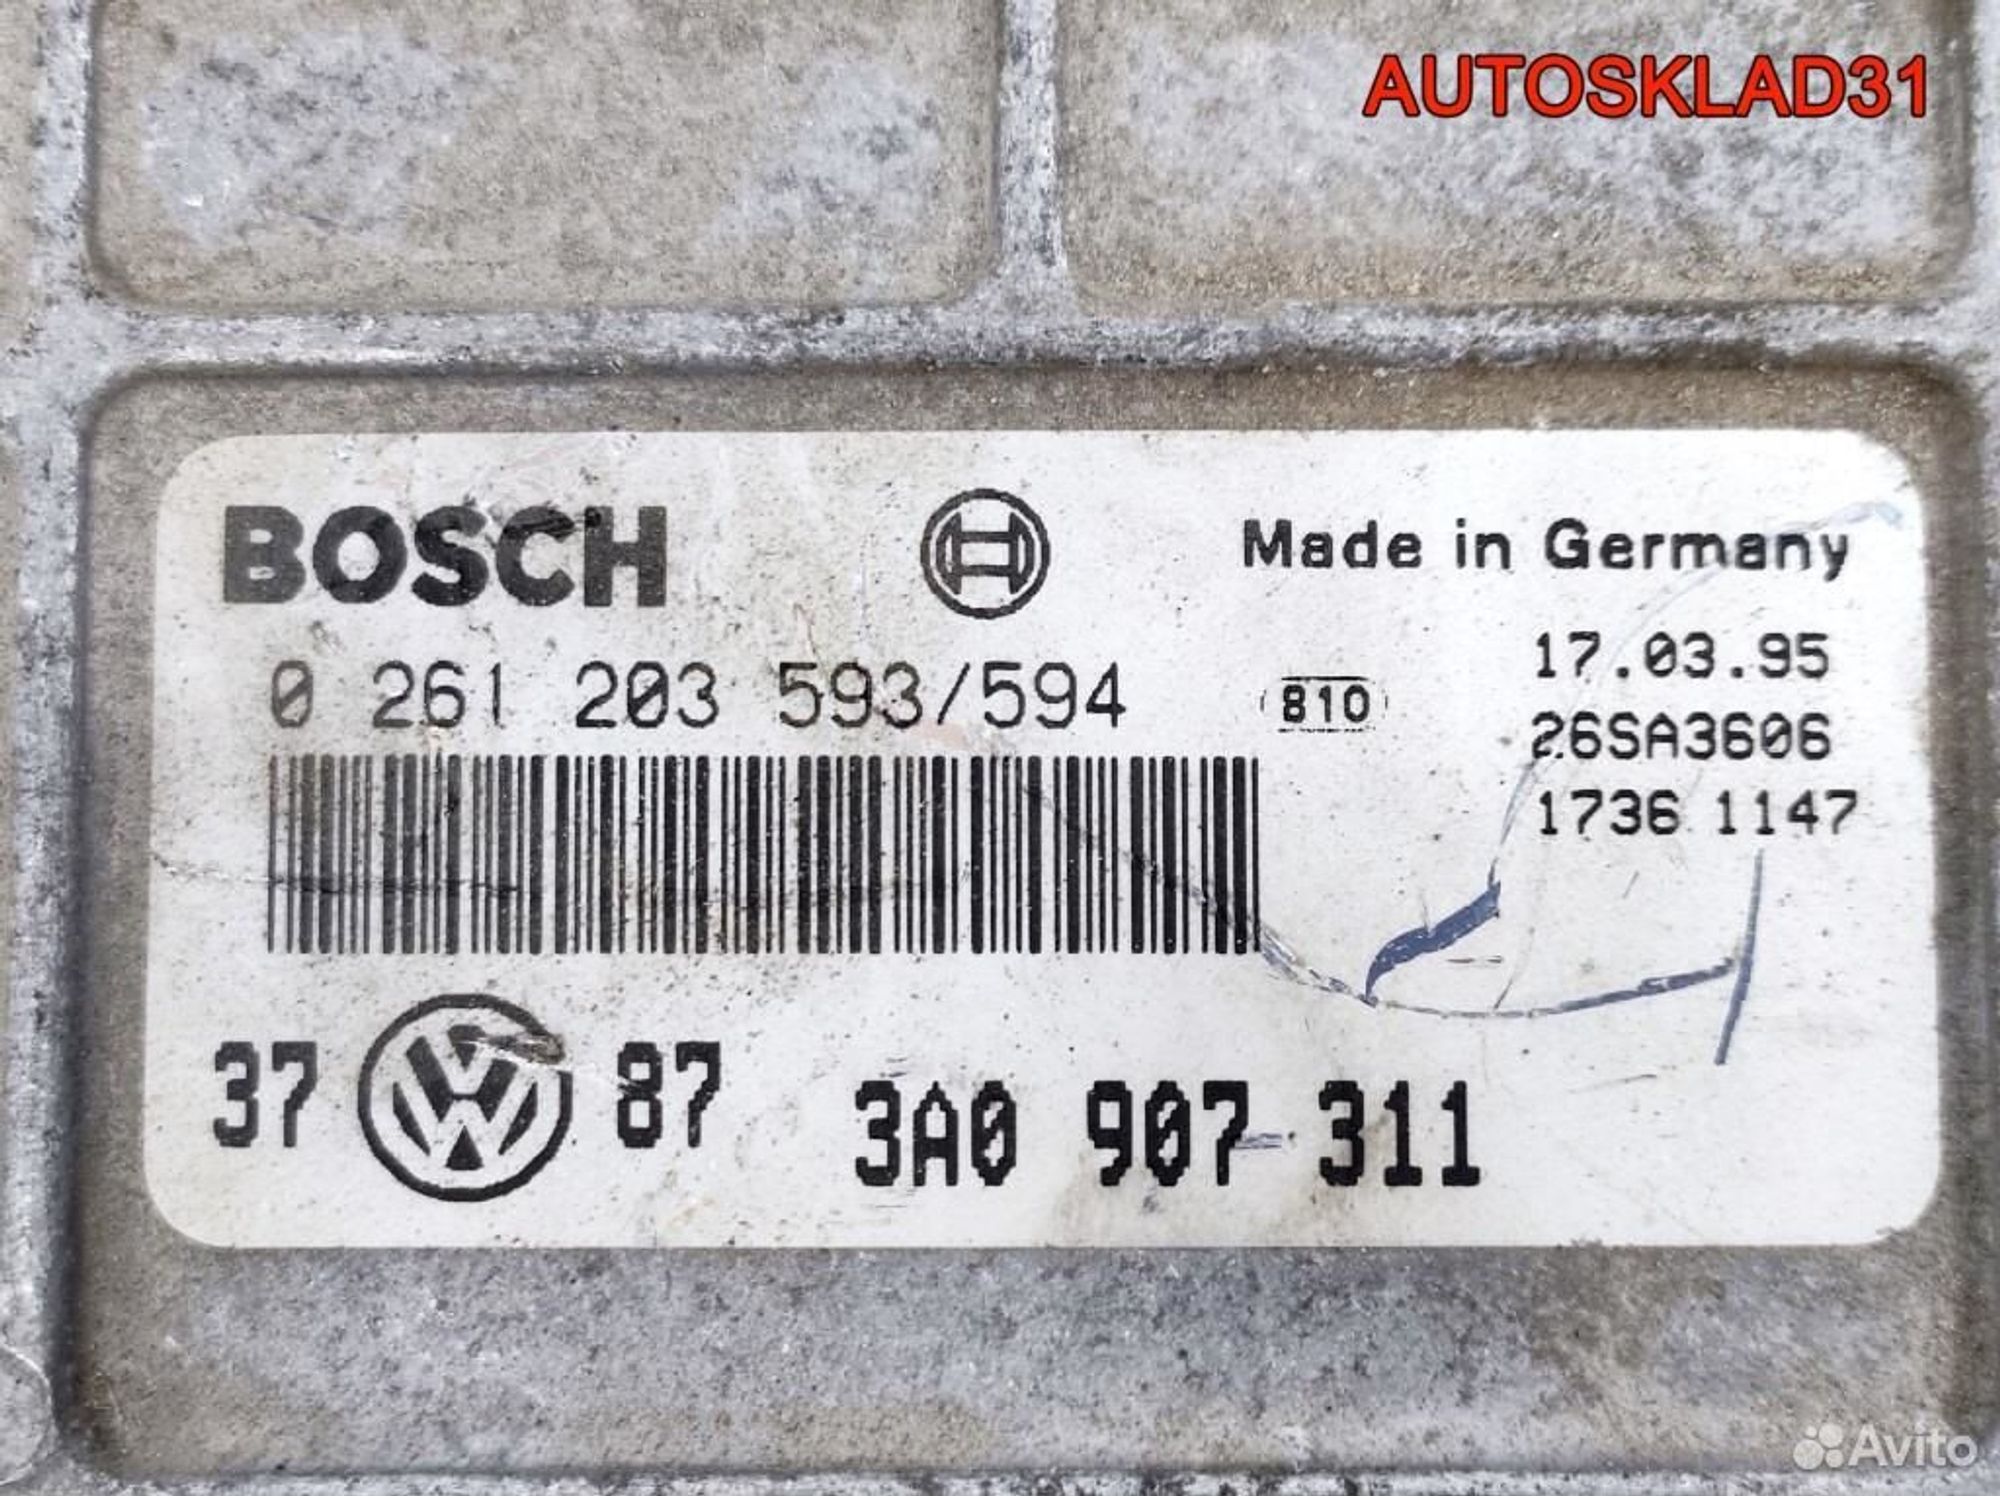 AUTOSKLAD31
BOSCH
Made in Germany
0 261 203 593/594
810
17.03.95
26SA3606
1736 1147
37 VW 87
3A0 907 311
Avito